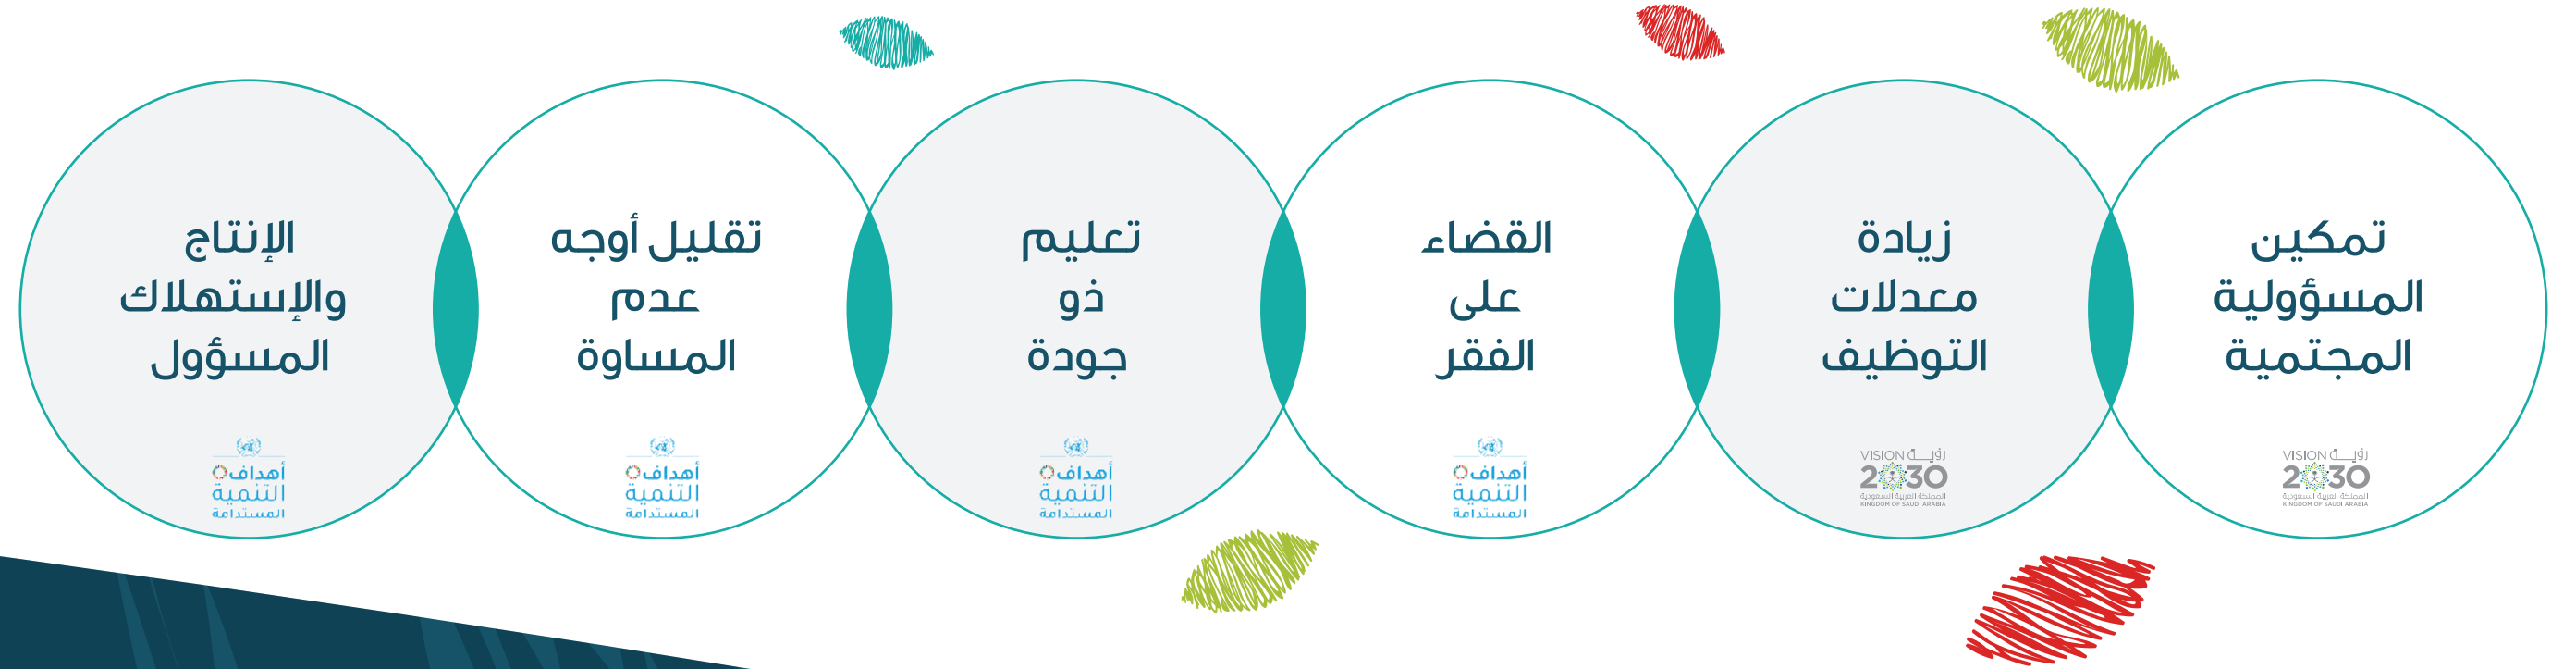 تمكين
المسؤولية
المجتمية
رؤيـــة VISION
2030
المملكة العربية السعودية
KINGDOM OF SAUDI ARABIA
زيادة
معدلات
التوظيف
رؤيـــة VISION
2030
المملكة العربية السعودية
KINGDOM OF SAUDI ARABIA
القضاء
على
الفقر
أهداف
التنمية
المستدامة
تعليم
ذو
جودة
أهداف
التنمية
المستدامة
تقليل أوجه
عدم
المساوة
أهداف
التنمية
المستدامة
الإنتاج
والإستهلاك
المسؤول
أهداف
التنمية
المستدامة